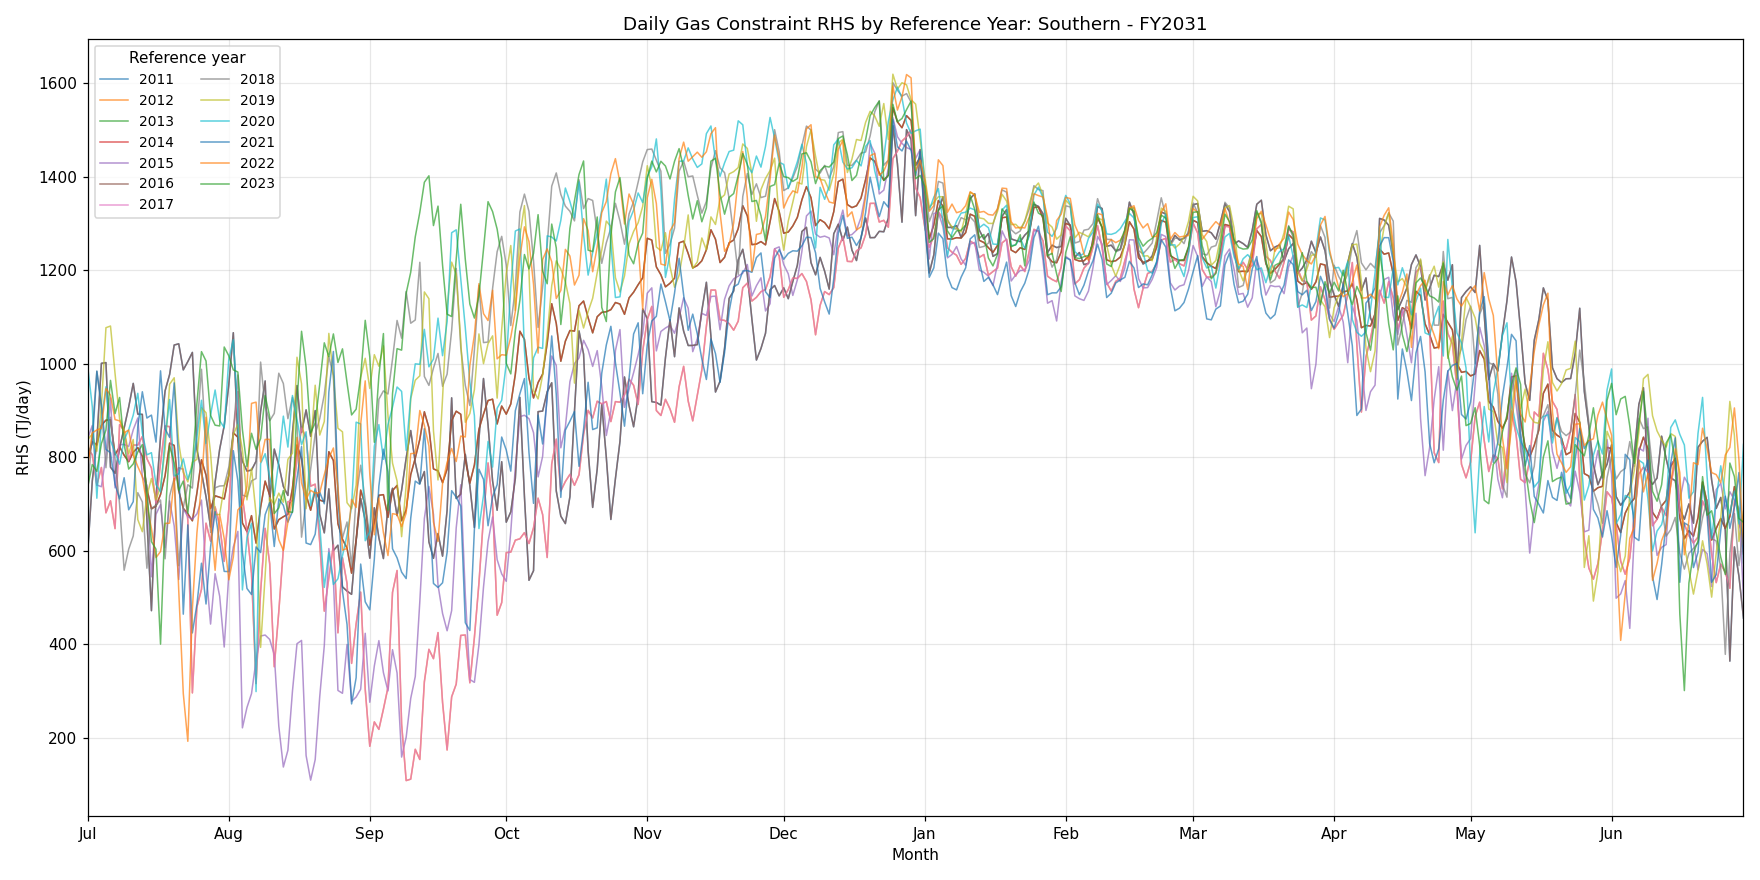 Daily Gas Constraint RHS by Reference Year: Southern - FY2031
Reference year
2011
2012
2013
2014
2015
2016
2017
2018
2019
2020
2021
2022
2023
RHS (TJ/day)
1600
1400
1200
1000
800
600
400
200
Jul
Aug
Sep
Oct
Nov
Dec
Jan
Feb
Mar
Apr
May
Jun
Month